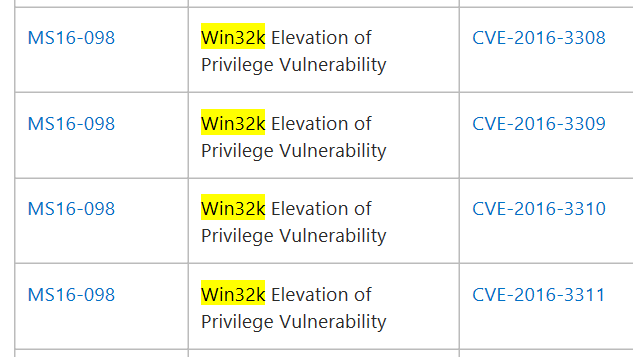 MS16-098 Win32k Elevation of CVE-2016-3308
Privilege Vulnerability
MS16-098 Win32k Elevation of CVE-2016-3309
Privilege Vulnerability
MS16-098 Win32k Elevation of CVE-2016-3310
Privilege Vulnerability
MS16-098 Win32k Elevation of CVE-2016-3311
Privilege Vulnerability